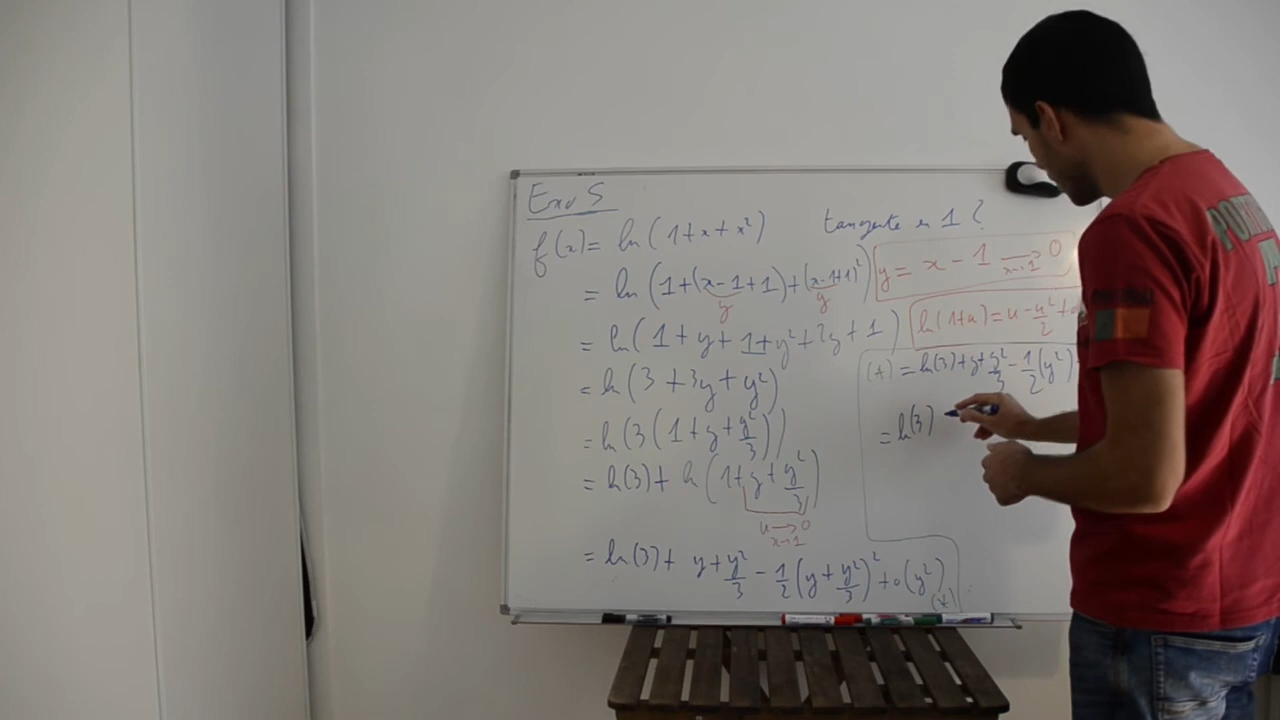 Exo 5
f(x) = ln(1+x+x²) tangente en 1 ?
= ln(1+(x-1+1)+(x-1+1)²) y = x - 1 → 0
y y x→1
= ln(1+y+1+y²+2y+1) ln(1+u) = u - u²/2 +
= ln(3+3y+y²) (*) = ln(3)+y+y²/3 - 1/2(y²)
= ln(3(1+y+y²/3)) = ln(3)
= ln(3) + ln(1+y+y²/3)
u → 0
x→1
= ln(3) + y+y²/3 - 1/2(y+y²/3)² + o(y²) (*)